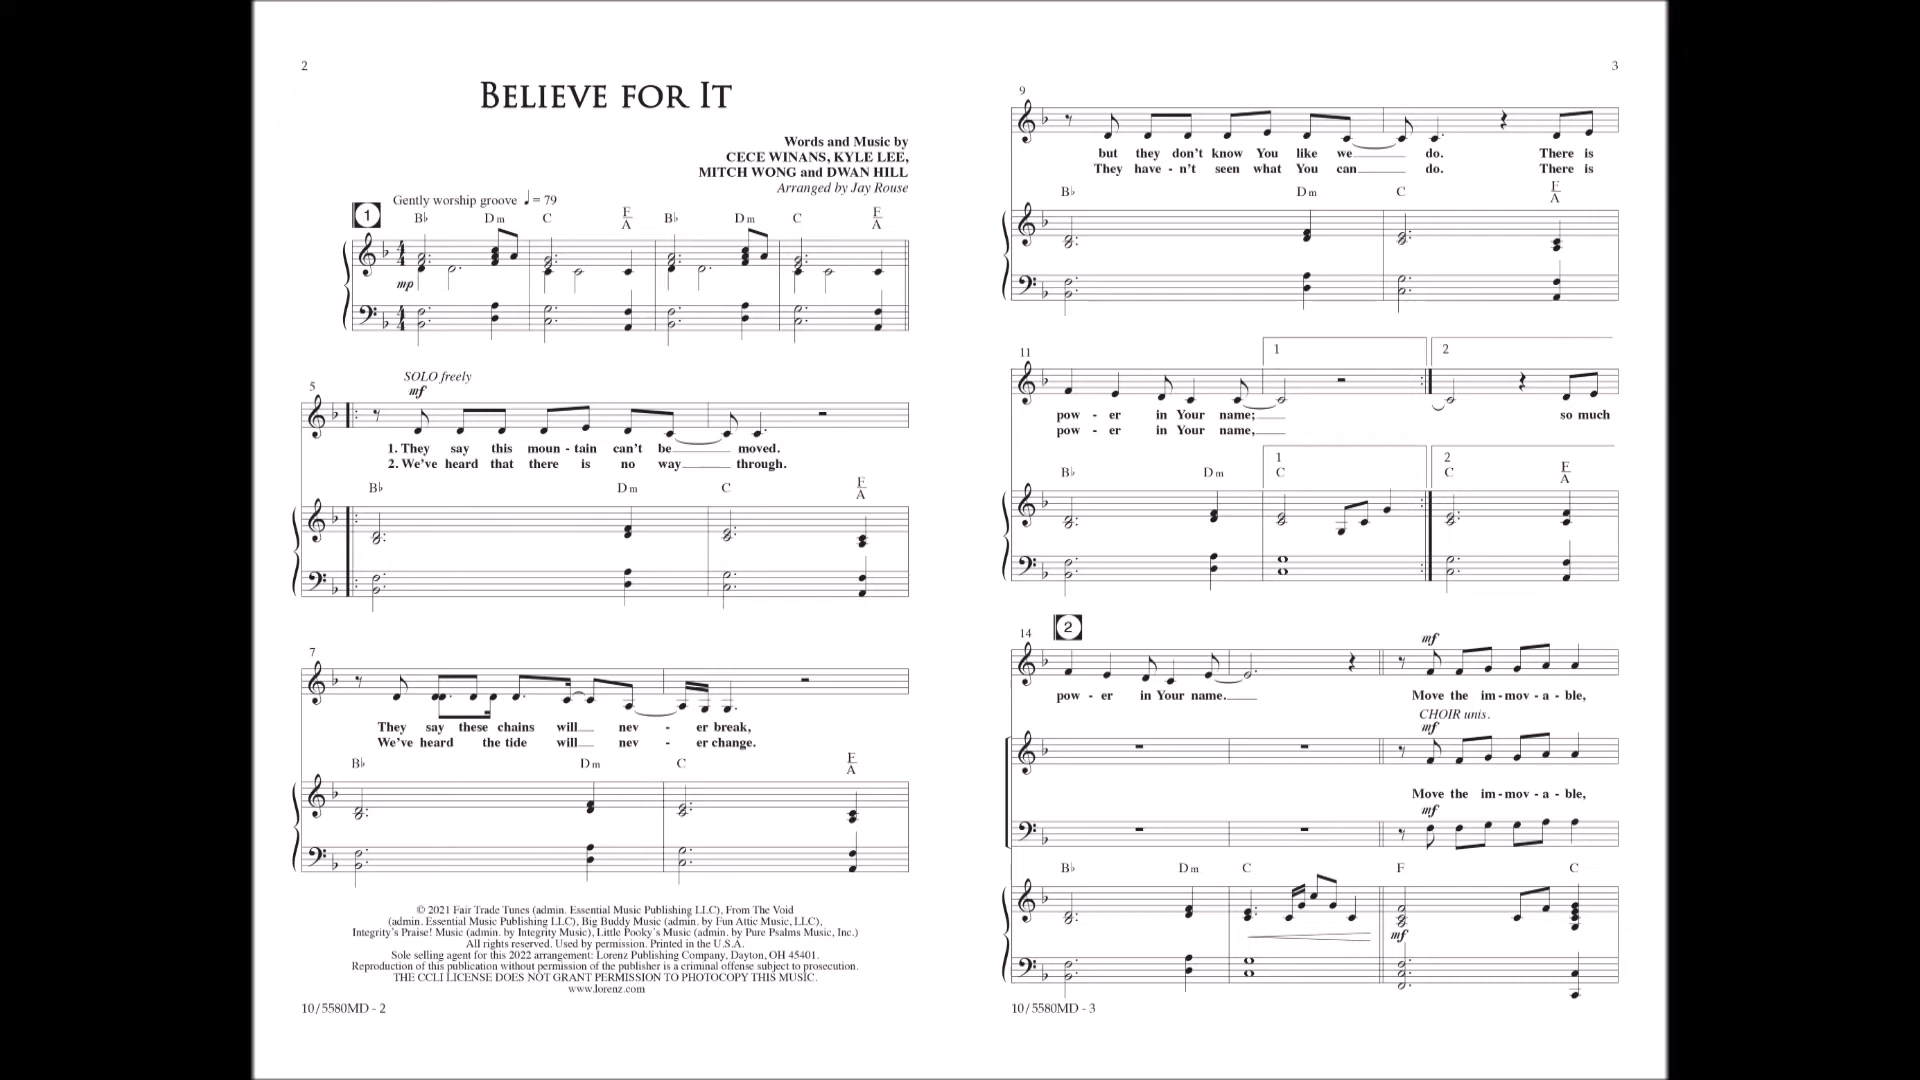 2
BELIEVE FOR IT
Words and Music by
CECE WINANS, KYLE LEE,
MITCH WONG and DWAN HILL
Arranged by Jay Rouse
Gently worship groove ♩= 79
1
B♭ Dm C F/A B♭ Dm C F/A
mp
5
SOLO freely
mf
1. They say this moun - tain can't be moved.
2. We've heard that there is no way through.
B♭ Dm C F/A
7
They say these chains will nev - er break,
We've heard the tide will nev - er change.
B♭ Dm C F/A
© 2021 Fair Trade Tunes (admin. Essential Music Publishing LLC), From The Void
(admin. Essential Music Publishing LLC), Big Buddy Music (admin. by Fun Attic Music, LLC),
Integrity's Praise! Music (admin. by Integrity Music), Little Pooky's Music (admin. by Pure Psalms Music, Inc.)
All rights reserved. Used by permission. Printed in the U.S.A.
Sole selling agent for this 2022 arrangement: Lorenz Publishing Company, Dayton, OH 45401.
Reproduction of this publication without permission of the publisher is a criminal offense subject to prosecution.
THE CCLI LICENSE DOES NOT GRANT PERMISSION TO PHOTOCOPY THIS MUSIC.
www.lorenz.com
10/5580MD - 2
3
9
but they don't know You like we do. There is
They have - n't seen what You can do. There is
B♭ Dm C F/A
11
1 2
pow - er in Your name; so much
pow - er in Your name,
1 2
B♭ Dm C C F/A
14
2
mf
pow - er in Your name. Move the im - mov - a - ble,
CHOIR unis.
mf
Move the im - mov - a - ble,
mf
B♭ Dm C F C
mf
10/5580MD - 3